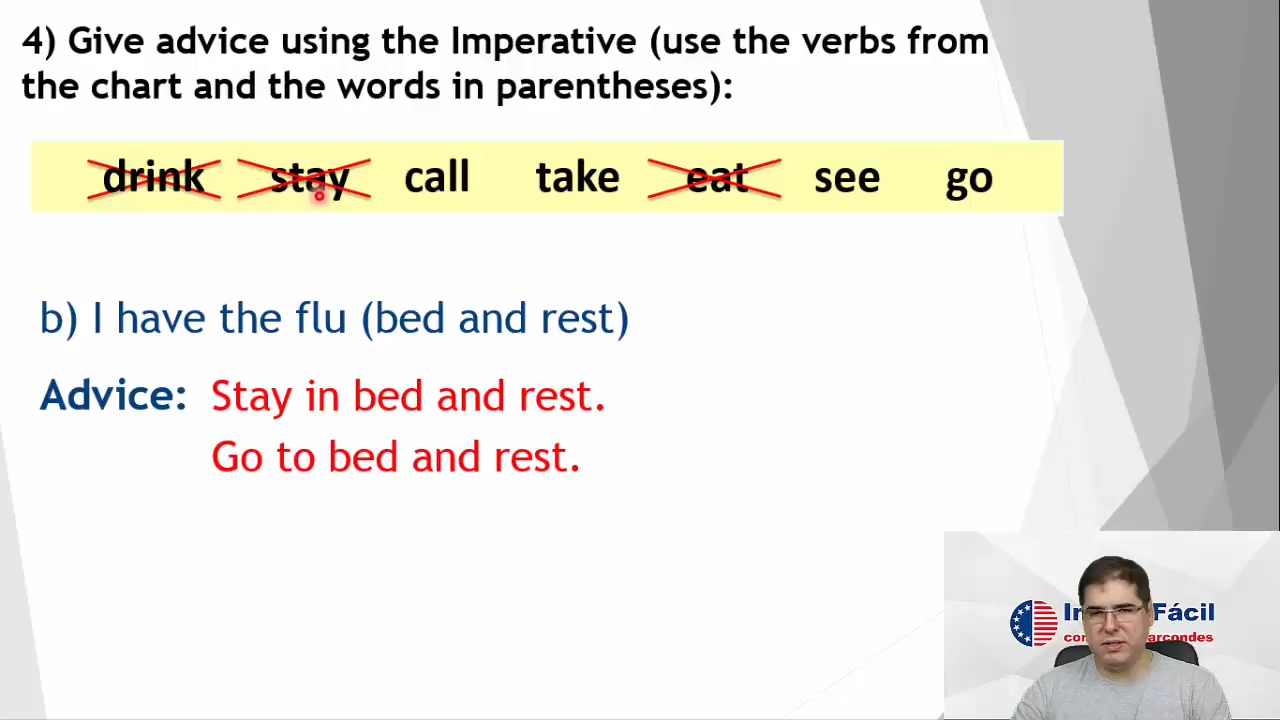 4) Give advice using the Imperative (use the verbs from
the chart and the words in parentheses):
drink stay call take eat see go
b) I have the flu (bed and rest)
Advice: Stay in bed and rest.
Go to bed and rest.
Fácil